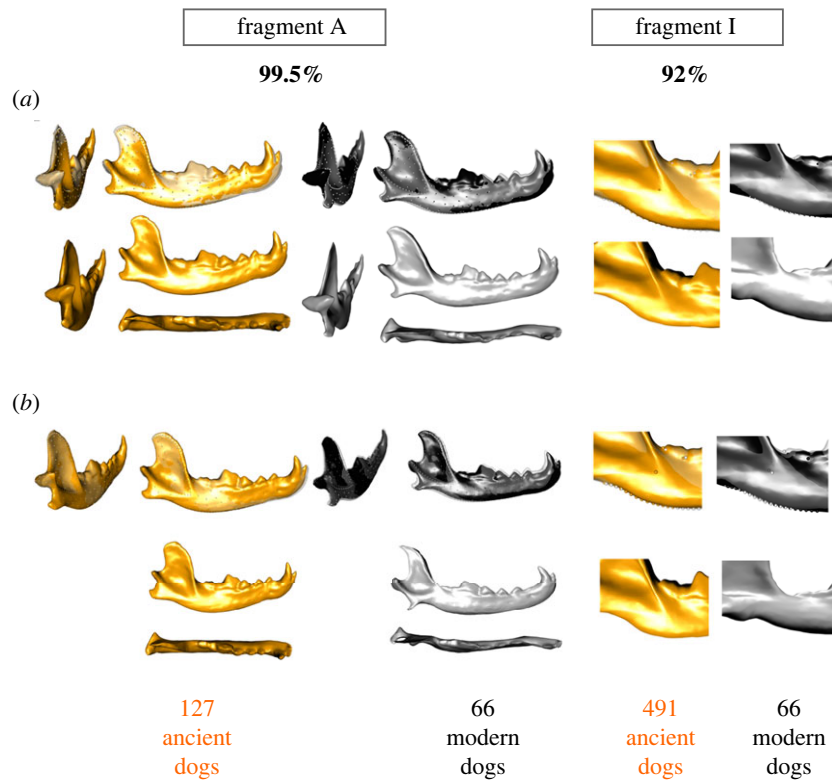 fragment A
fragment I
99.5%
92%
(a)
(b)
127
ancient
dogs
66
modern
dogs
491
ancient
dogs
66
modern
dogs